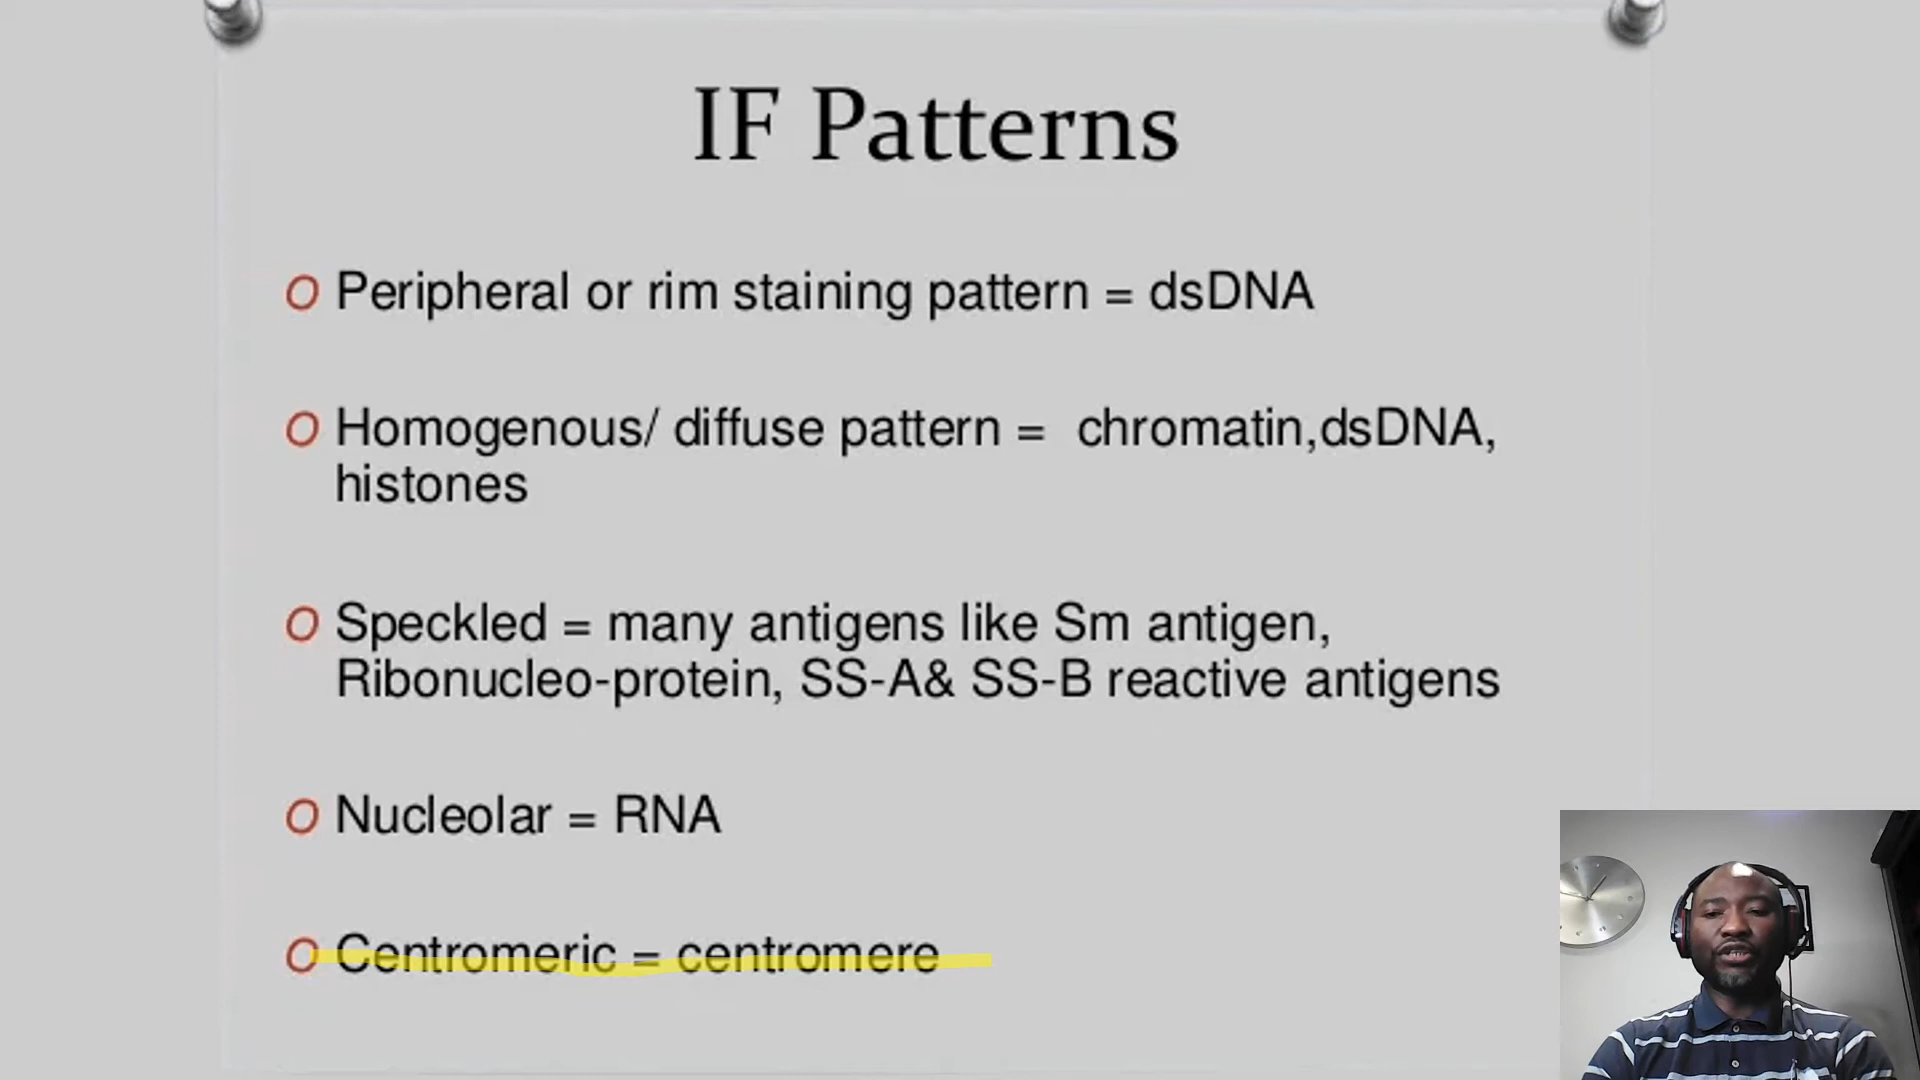 IF Patterns
Peripheral or rim staining pattern = dsDNA
Homogenous/ diffuse pattern = chromatin,dsDNA,
histones
Speckled = many antigens like Sm antigen,
Ribonucleo-protein, SS-A& SS-B reactive antigens
Nucleolar = RNA
Centromeric = centromere